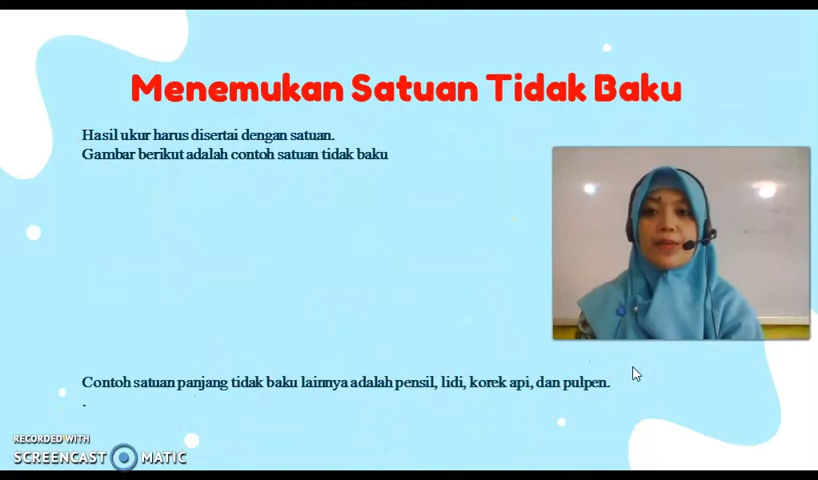 Menemukan Satuan Tidak Baku
Hasil ukur harus disertai dengan satuan.
Gambar berikut adalah contoh satuan tidak baku
Contoh satuan panjang tidak baku lainnya adalah pensil, lidi, korek api, dan pulpen.
.
RECORDED WITH
SCREENCAST MATIC